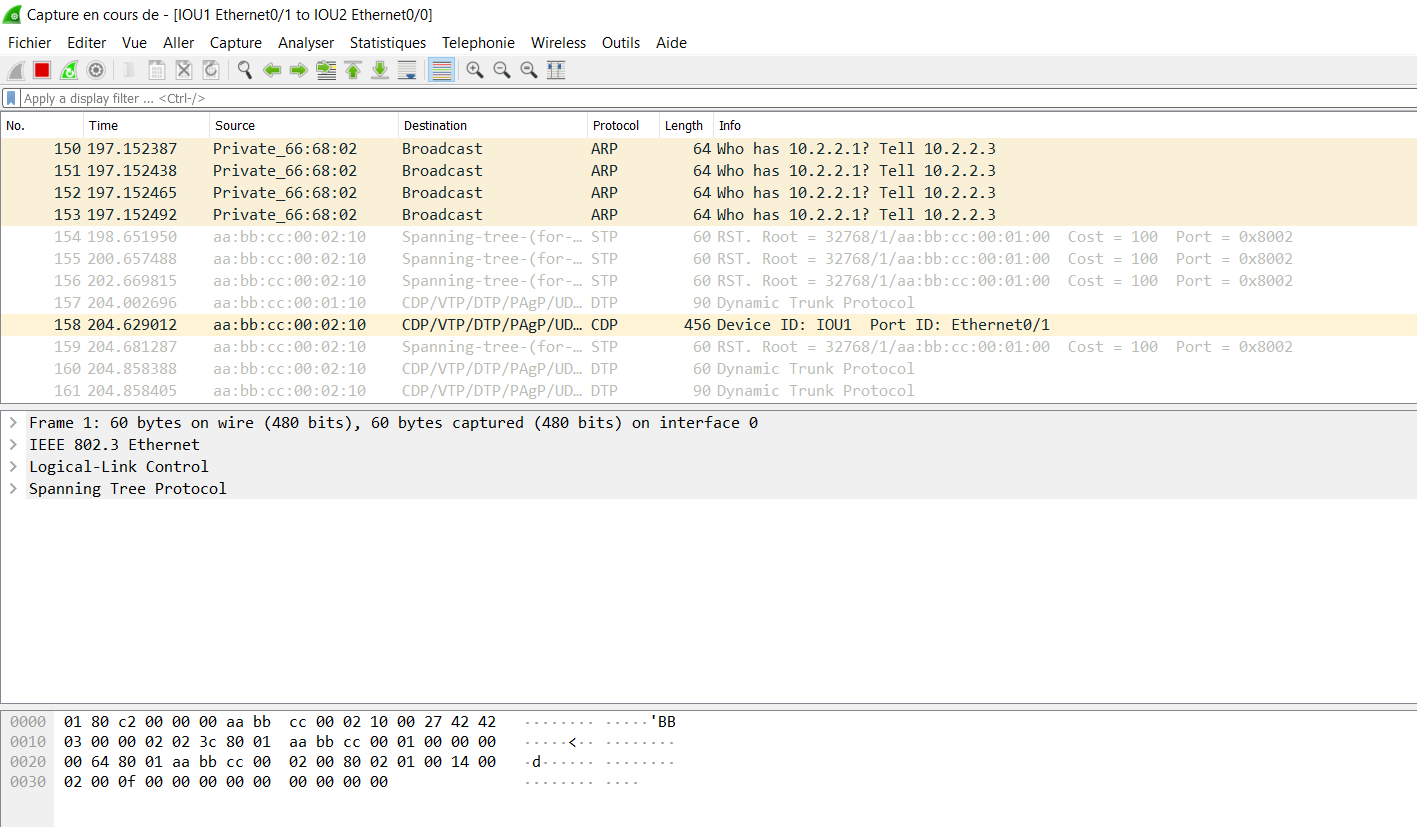 Capture en cours de - [IOU1 Ethernet0/1 to IOU2 Ethernet0/0]
Fichier Editer Vue Aller Capture Analyser Statistiques Telephonie Wireless Outils Aide
Apply a display filter ... <Ctrl-/>
No. Time Source Destination Protocol Length Info
150 197.152387 Private_66:68:02 Broadcast ARP 64 Who has 10.2.2.1? Tell 10.2.2.3
151 197.152438 Private_66:68:02 Broadcast ARP 64 Who has 10.2.2.1? Tell 10.2.2.3
152 197.152465 Private_66:68:02 Broadcast ARP 64 Who has 10.2.2.1? Tell 10.2.2.3
153 197.152492 Private_66:68:02 Broadcast ARP 64 Who has 10.2.2.1? Tell 10.2.2.3
154 198.651950 aa:bb:cc:00:02:10 Spanning-tree-(for-… STP 60 RST. Root = 32768/1/aa:bb:cc:00:01:00 Cost = 100 Port = 0x8002
155 200.657488 aa:bb:cc:00:02:10 Spanning-tree-(for-… STP 60 RST. Root = 32768/1/aa:bb:cc:00:01:00 Cost = 100 Port = 0x8002
156 202.669815 aa:bb:cc:00:02:10 Spanning-tree-(for-… STP 60 RST. Root = 32768/1/aa:bb:cc:00:01:00 Cost = 100 Port = 0x8002
157 204.002696 aa:bb:cc:00:01:10 CDP/VTP/DTP/PAgP/UD… DTP 90 Dynamic Trunk Protocol
158 204.629012 aa:bb:cc:00:02:10 CDP/VTP/DTP/PAgP/UD… CDP 456 Device ID: IOU1 Port ID: Ethernet0/1
159 204.681287 aa:bb:cc:00:02:10 Spanning-tree-(for-… STP 60 RST. Root = 32768/1/aa:bb:cc:00:01:00 Cost = 100 Port = 0x8002
160 204.858388 aa:bb:cc:00:02:10 CDP/VTP/DTP/PAgP/UD… DTP 60 Dynamic Trunk Protocol
161 204.858405 aa:bb:cc:00:02:10 CDP/VTP/DTP/PAgP/UD… DTP 90 Dynamic Trunk Protocol
Frame 1: 60 bytes on wire (480 bits), 60 bytes captured (480 bits) on interface 0
IEEE 802.3 Ethernet
Logical-Link Control
Spanning Tree Protocol
0000 01 80 c2 00 00 00 aa bb cc 00 02 10 00 27 42 42 ········ ·····'BB
0010 03 00 00 02 02 3c 80 01 aa bb cc 00 01 00 00 00 ·····<·· ········
0020 00 64 80 01 aa bb cc 00 02 00 80 02 01 00 14 00 ·d······ ········
0030 02 00 0f 00 00 00 00 00 00 00 00 00 ········ ····